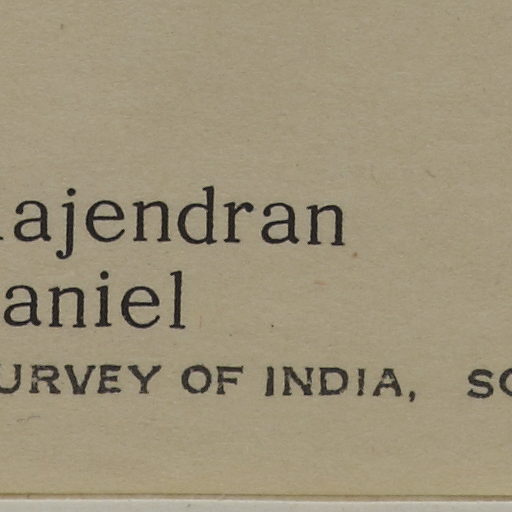 ajendran
aniel
URVEY OF INDIA, SO